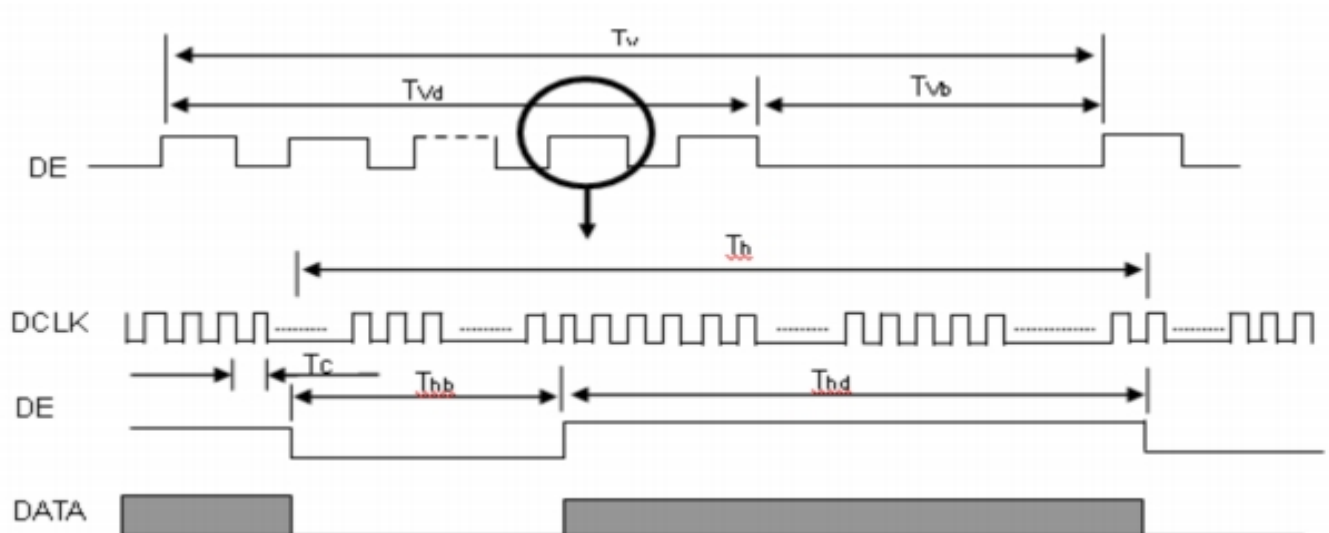 Tv
TVd
TVb
DE
Th
DCLK
TC
Thb
Thd
DE
DATA